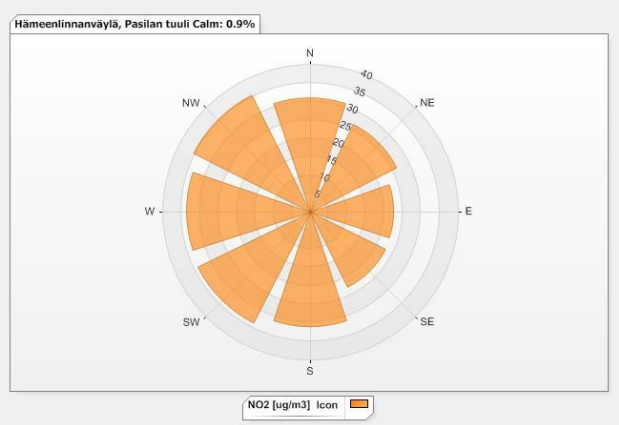 Hämeenlinnanväylä, Pasilan tuuli Calm: 0.9%
N
40
35
30
25
20
15
10
5
NW
NE
W
E
SW
SE
S
NO2 [ug/m3] Icon